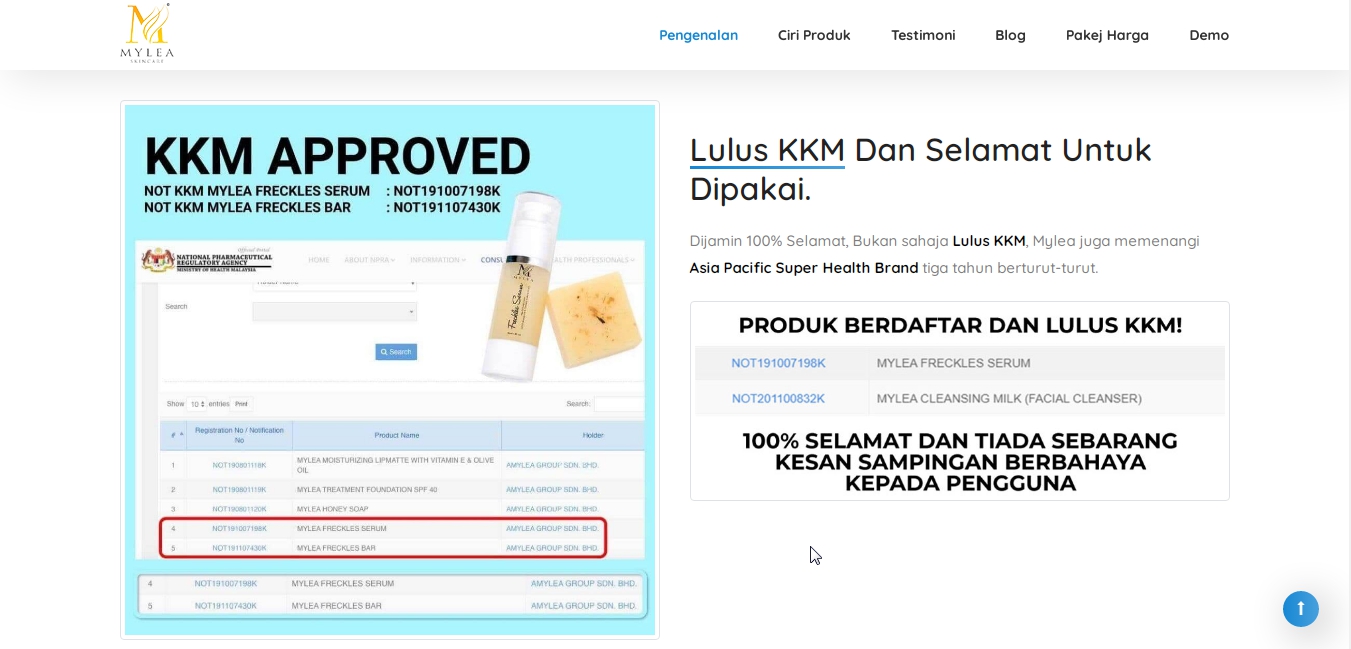 MYLEA
SKINCARE
Pengenalan
Ciri Produk
Testimoni
Blog
Pakej Harga
Demo
KKM APPROVED
NOT KKM MYLEA FRECKLES SERUM : NOT191007198K
NOT KKM MYLEA FRECKLES BAR : NOT191107430K
Official Portal
NATIONAL PHARMACEUTICAL
REGULATORY AGENCY
MINISTRY OF HEALTH MALAYSIA
HOME ABOUT NPRA INFORMATION CONSU ALTH PROFESSIONALS
Search
Search
Show 10 entries Print Search:
# Registration No / Notification No Product Name Holder
1 NOT190801118K MYLEA MOISTURIZING LIPMATTE WITH VITAMIN E & OLIVE OIL AMYLEA GROUP SDN. BHD.
2 NOT190801119K MYLEA TREATMENT FOUNDATION SPF 40 AMYLEA GROUP SDN. BHD.
3 NOT190801120K MYLEA HONEY SOAP AMYLEA GROUP SDN. BHD.
4 NOT191007198K MYLEA FRECKLES SERUM AMYLEA GROUP SDN. BHD.
5 NOT191107430K MYLEA FRECKLES BAR AMYLEA GROUP SDN. BHD.
4 NOT191007198K MYLEA FRECKLES SERUM AMYLEA GROUP SDN. BHD.
5 NOT191107430K MYLEA FRECKLES BAR AMYLEA GROUP SDN. BHD.
MYLEA
Freckles Serum
Lulus KKM Dan Selamat Untuk
Dipakai.
Dijamin 100% Selamat, Bukan sahaja Lulus KKM, Mylea juga memenangi
Asia Pacific Super Health Brand tiga tahun berturut-turut.
PRODUK BERDAFTAR DAN LULUS KKM!
NOT191007198K MYLEA FRECKLES SERUM
NOT201100832K MYLEA CLEANSING MILK (FACIAL CLEANSER)
100% SELAMAT DAN TIADA SEBARANG
KESAN SAMPINGAN BERBAHAYA
KEPADA PENGGUNA